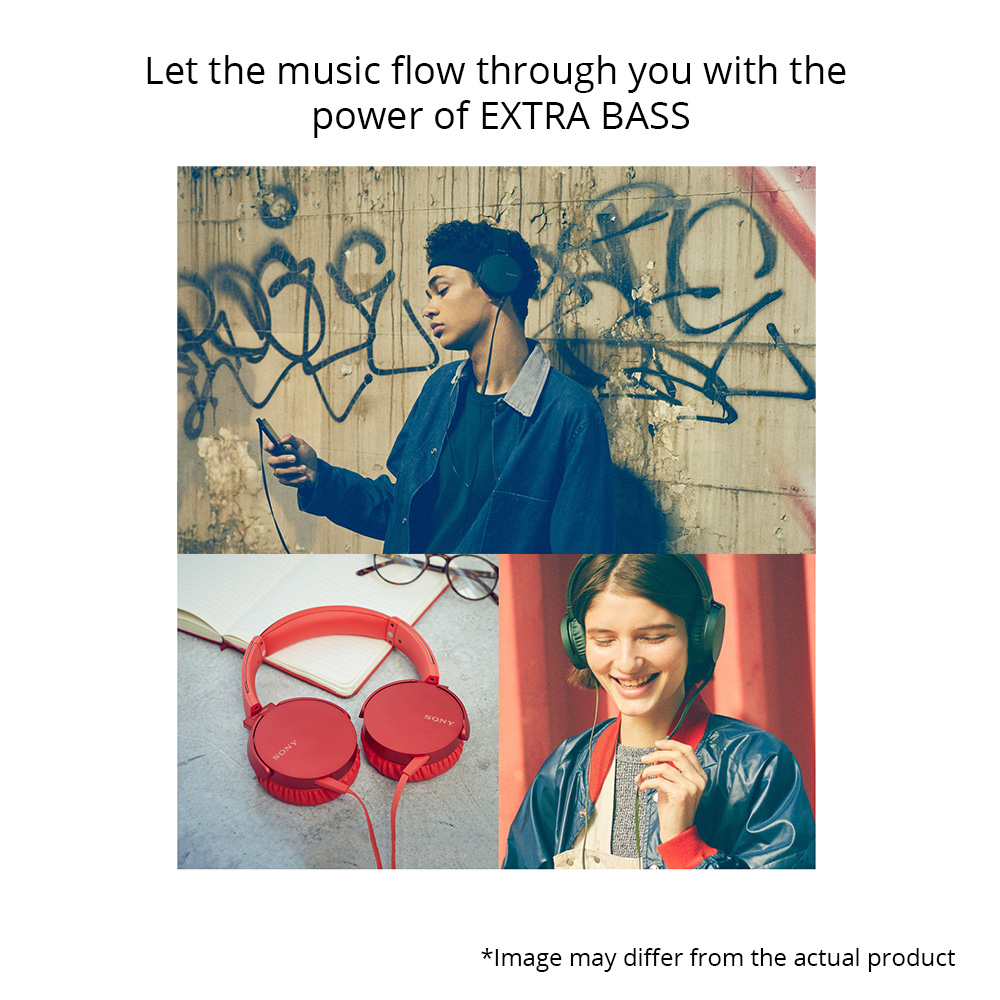 Let the music flow through you with the
power of EXTRA BASS
SONY
SONY
SONY
*Image may differ from the actual product